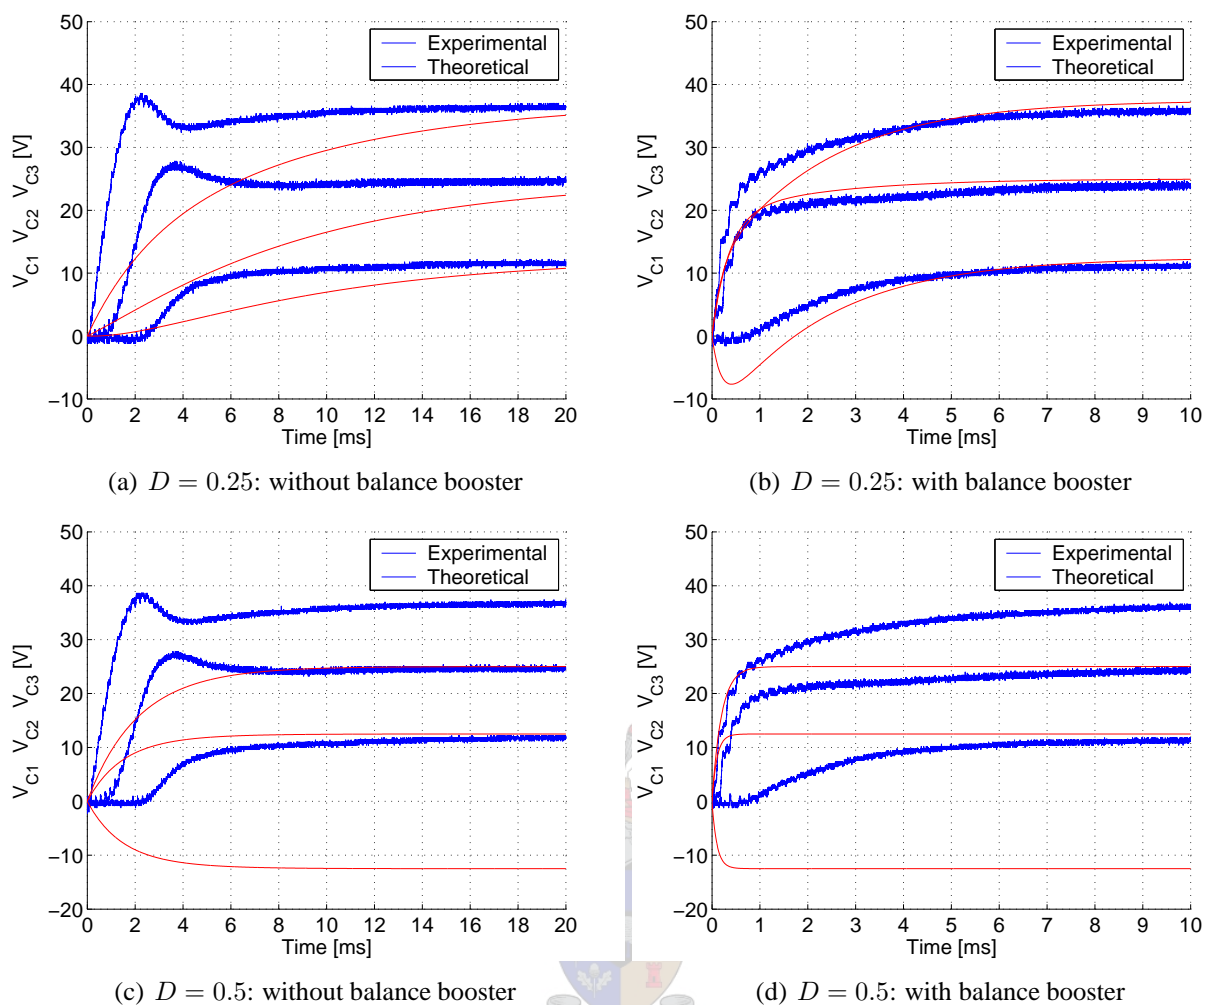 50
40
30
20
10
0
−10
0 2 4 6 8 10 12 14 16 18 20
Time [ms]
V_C1 V_C2 V_C3 [V]
Experimental
Theoretical
(a) D = 0.25: without balance booster
50
40
30
20
10
0
−10
0 1 2 3 4 5 6 7 8 9 10
Time [ms]
V_C1 V_C2 V_C3 [V]
Experimental
Theoretical
(b) D = 0.25: with balance booster
50
40
30
20
10
0
−10
−20
0 2 4 6 8 10 12 14 16 18 20
Time [ms]
V_C1 V_C2 V_C3 [V]
Experimental
Theoretical
(c) D = 0.5: without balance booster
50
40
30
20
10
0
−10
−20
0 1 2 3 4 5 6 7 8 9 10
Time [ms]
V_C1 V_C2 V_C3 [V]
Experimental
Theoretical
(d) D = 0.5: with balance booster